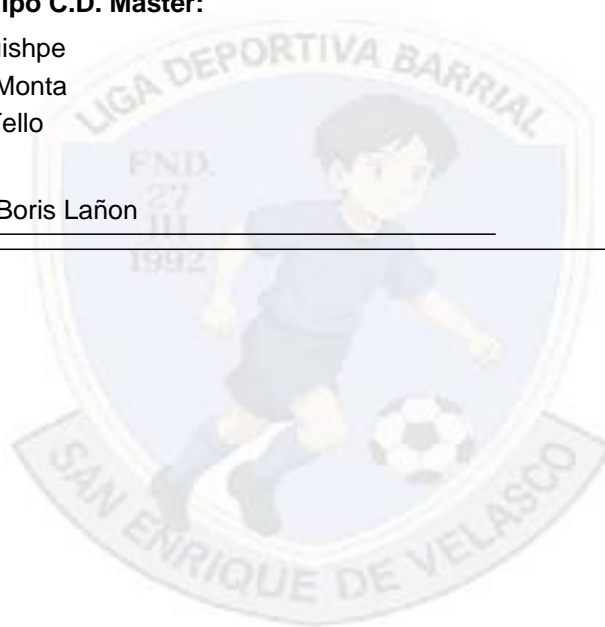 ipo C.D. Master:
ishpe
Monta
Tello
Boris Lañon
LIGA DEPORTIVA BARRIAL
FND.
27
III
1992
SAN ENRIQUE DE VELASCO